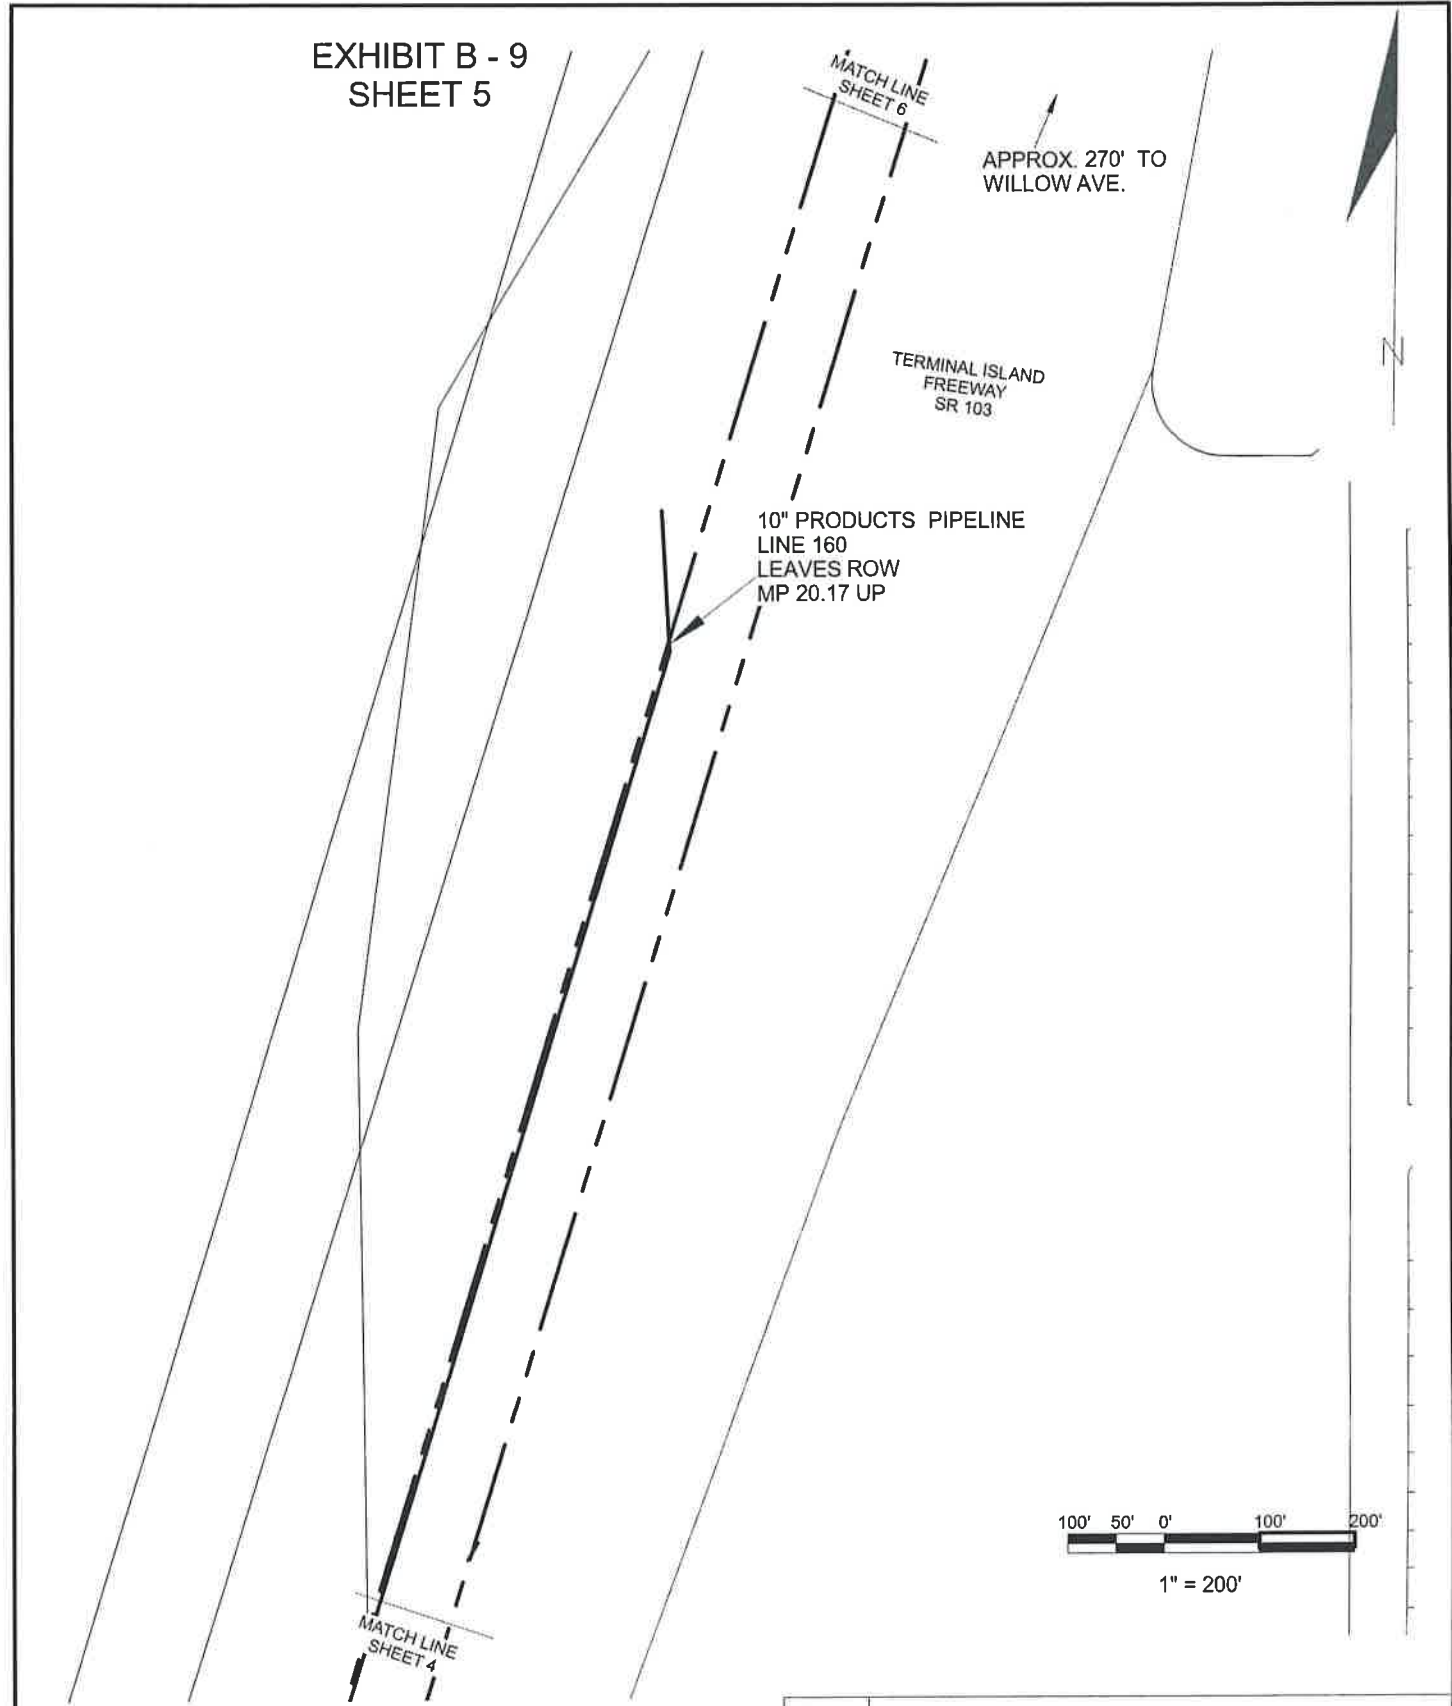 EXHIBIT B - 9
SHEET 5
MATCH LINE
SHEET 6
APPROX. 270' TO
WILLOW AVE.
N
TERMINAL ISLAND
FREEWAY
SR 103
10" PRODUCTS PIPELINE
LINE 160
LEAVES ROW
MP 20.17 UP
100' 50' 0' 100' 200'
1" = 200'
MATCH LINE
SHEET 4